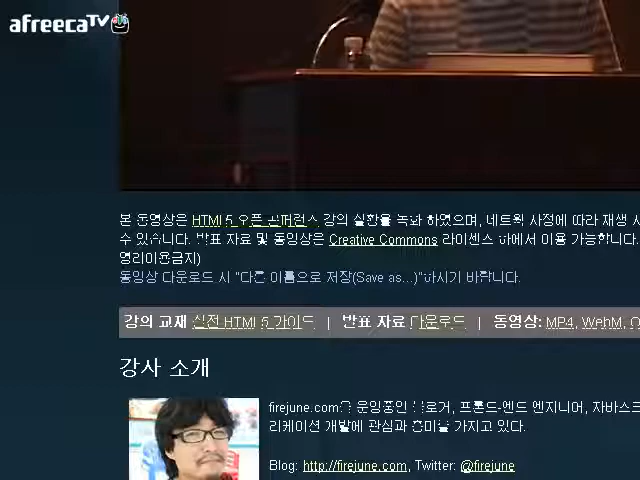 afreecaTV
본 동영상은 HTML5 오픈 컨퍼런스 강의 실황을 녹화 하였으며, 네트웍 사정에 따라 재생 시
수 있습니다. 발표 자료 및 동영상은 Creative Commons 라이센스 하에서 이용 가능합니다.
영리이용금지)
동영상 다운로드 시 "다른 이름으로 저장(Save as...)"하시기 바랍니다.
강의 교재 실전 HTML5 가이드 | 발표 자료 다운로드 | 동영상: MP4, WebM, O
강사 소개
firejune.com을 운영중인 블로거, 프론드-엔드 엔지니어, 자바스크
리케이션 개발에 관심과 흥미를 가지고 있다.
Blog: http://firejune.com, Twitter: @firejune